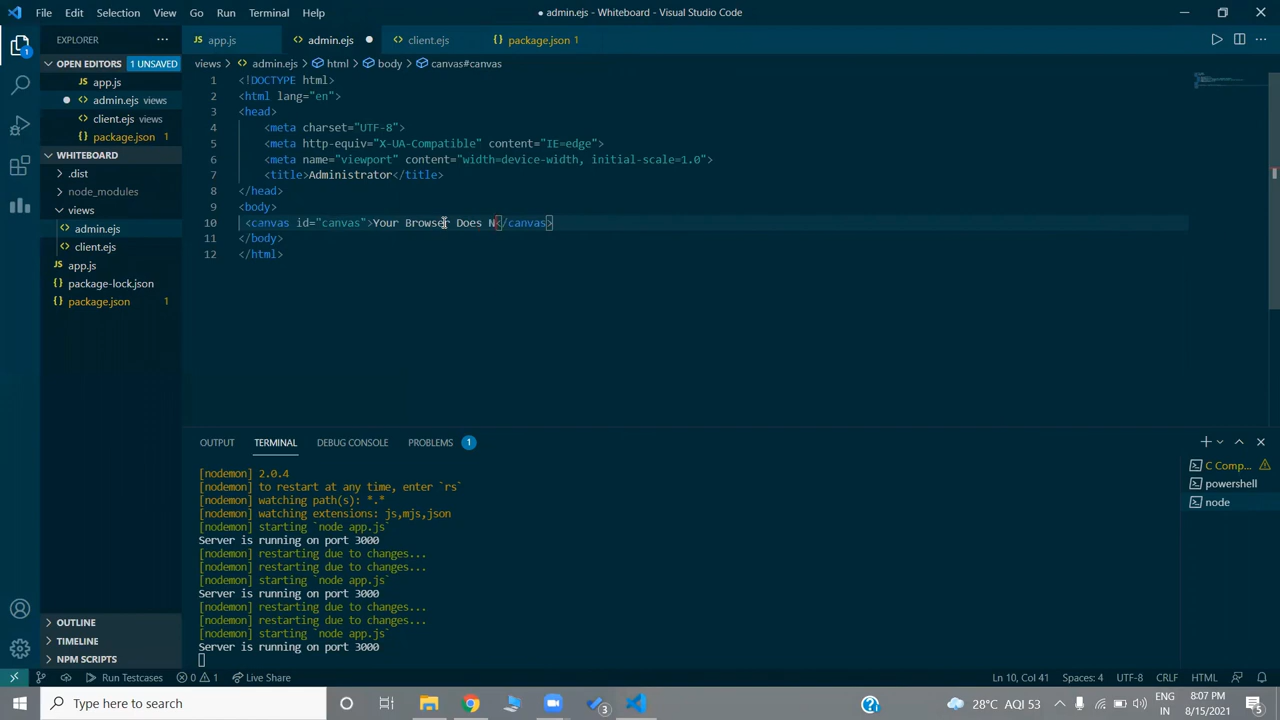 File Edit Selection View Go Run Terminal Help
● admin.ejs - Whiteboard - Visual Studio Code
EXPLORER
app.js
admin.ejs
client.ejs
package.json 1
OPEN EDITORS 1 UNSAVED
app.js
admin.ejs views
client.ejs views
package.json 1
WHITEBOARD
.dist
node_modules
views
admin.ejs
client.ejs
app.js
package-lock.json
package.json 1
OUTLINE
TIMELINE
NPM SCRIPTS
views > admin.ejs > html > body > canvas#canvas
1 <!DOCTYPE html>
2 <html lang="en">
3 <head>
4 <meta charset="UTF-8">
5 <meta http-equiv="X-UA-Compatible" content="IE=edge">
6 <meta name="viewport" content="width=device-width, initial-scale=1.0">
7 <title>Administrator</title>
8 </head>
9 <body>
10 <canvas id="canvas">Your Browser Does N</canvas>
11 </body>
12 </html>
OUTPUT TERMINAL DEBUG CONSOLE PROBLEMS 1
[nodemon] 2.0.4
[nodemon] to restart at any time, enter `rs`
[nodemon] watching path(s): *.*
[nodemon] watching extensions: js,mjs,json
[nodemon] starting `node app.js`
Server is running on port 3000
[nodemon] restarting due to changes...
[nodemon] restarting due to changes...
[nodemon] starting `node app.js`
Server is running on port 3000
[nodemon] restarting due to changes...
[nodemon] restarting due to changes...
[nodemon] starting `node app.js`
Server is running on port 3000
C Comp...
powershell
node
1
0 1 Run Testcases Live Share
Ln 10, Col 41 Spaces: 4 UTF-8 CRLF HTML
Type here to search
3
28°C AQI 53
ENG
IN
8:07 PM
8/15/2021
5